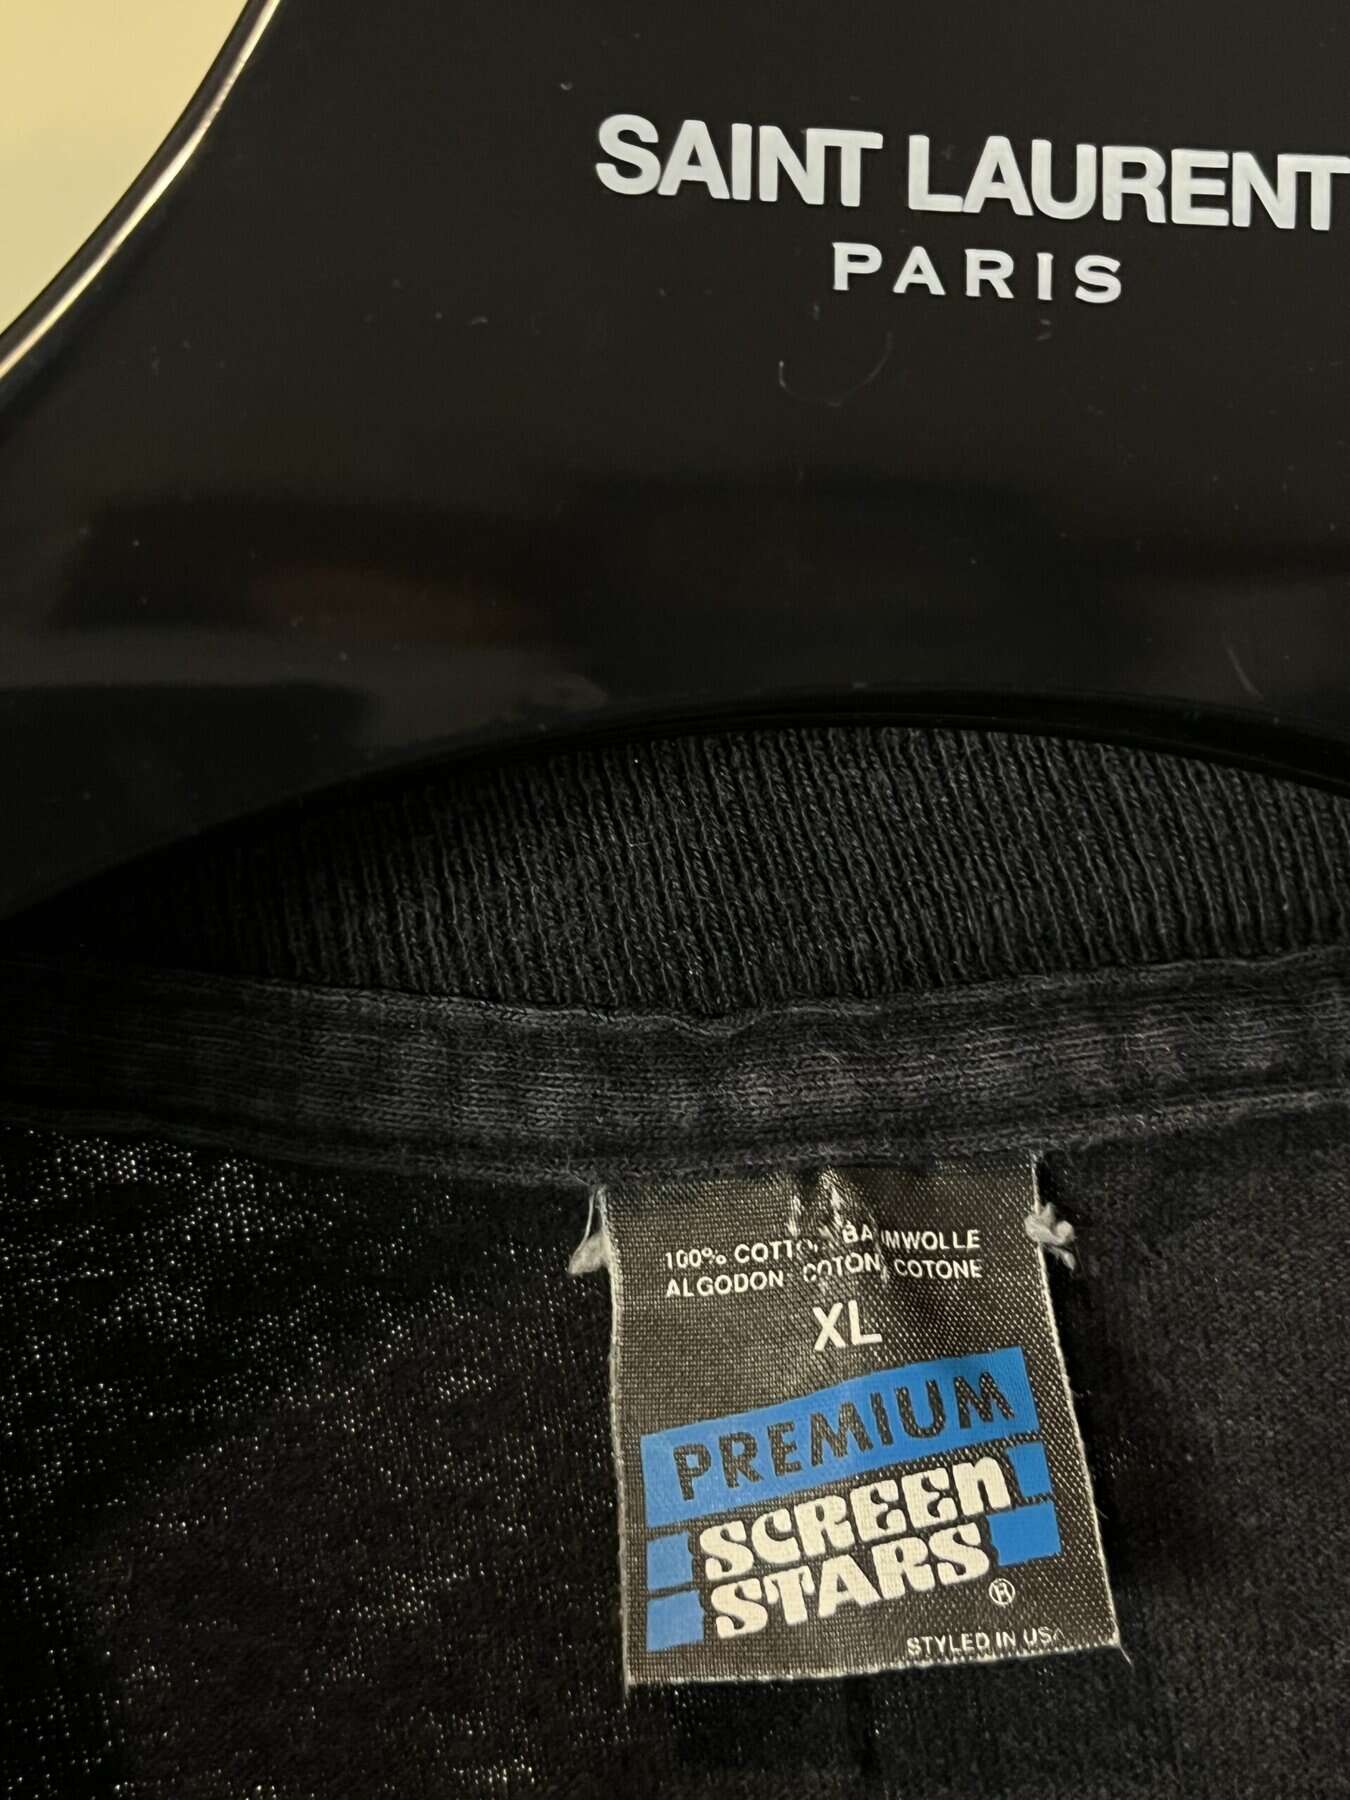 SAINT LAURENT
PARIS
100% COTTON BAUMWOLLE
ALGODON COTON COTONE
XL
PREMIUM
SCREEN
STARS®
STYLED IN USA